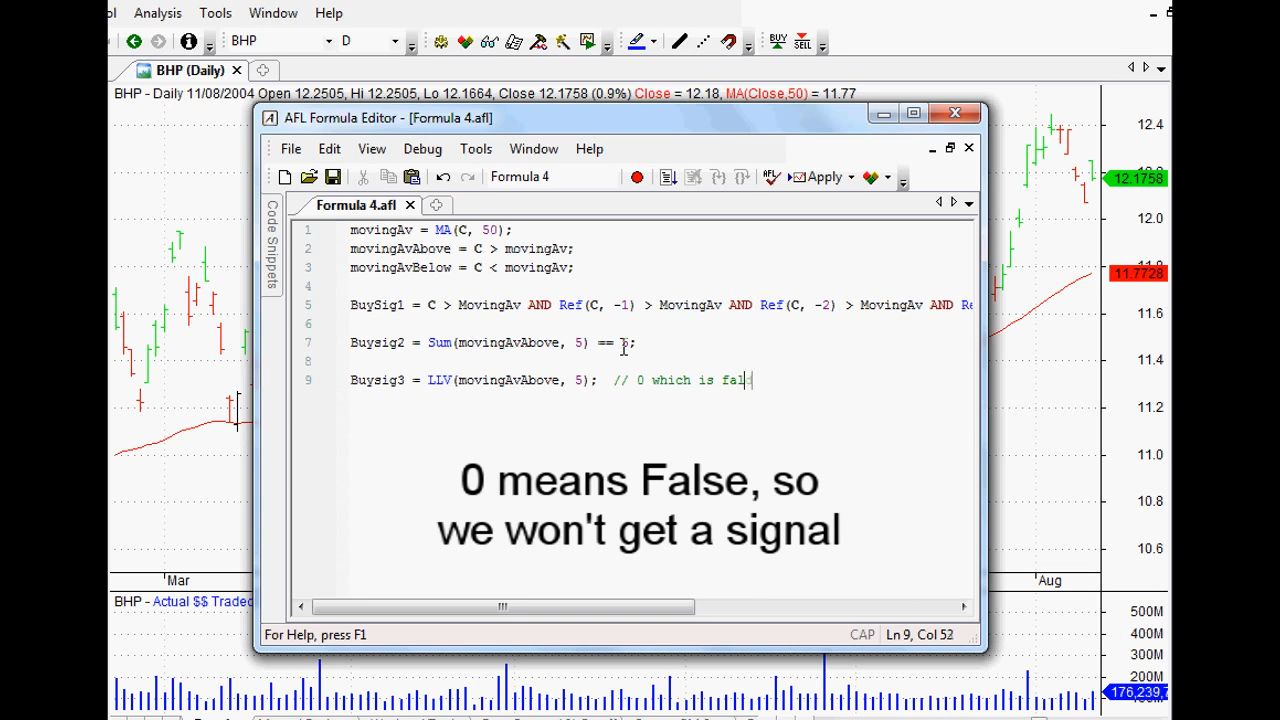 ol Analysis Tools Window Help
BHP D BUY SELL
BHP (Daily)
BHP - Daily 11/08/2004 Open 12.2505, Hi 12.2505, Lo 12.1664, Close 12.1758 (0.9%) Close = 12.18, MA(Close,50) = 11.77
AFL Formula Editor - [Formula 4.afl]
File Edit View Debug Tools Window Help
Formula 4 AFL Apply
Formula 4.afl
Code Snippets
1 movingAv = MA(C, 50);
2 movingAvAbove = C > movingAv;
3 movingAvBelow = C < movingAv;
4
5 BuySig1 = C > MovingAv AND Ref(C, -1) > MovingAv AND Ref(C, -2) > MovingAv AND Re
6
7 Buysig2 = Sum(movingAvAbove, 5) == 5;
8
9 Buysig3 = LLV(movingAvAbove, 5); // 0 which is fal
0 means False, so
we won't get a signal
For Help, press F1 CAP Ln 9, Col 52
12.4
12.1758
12.0
11.7728
11.6
11.4
11.2
11.0
10.8
10.6
Mar Aug
BHP - Actual $$ Traded
500M
400M
300M
200M
176,239,7